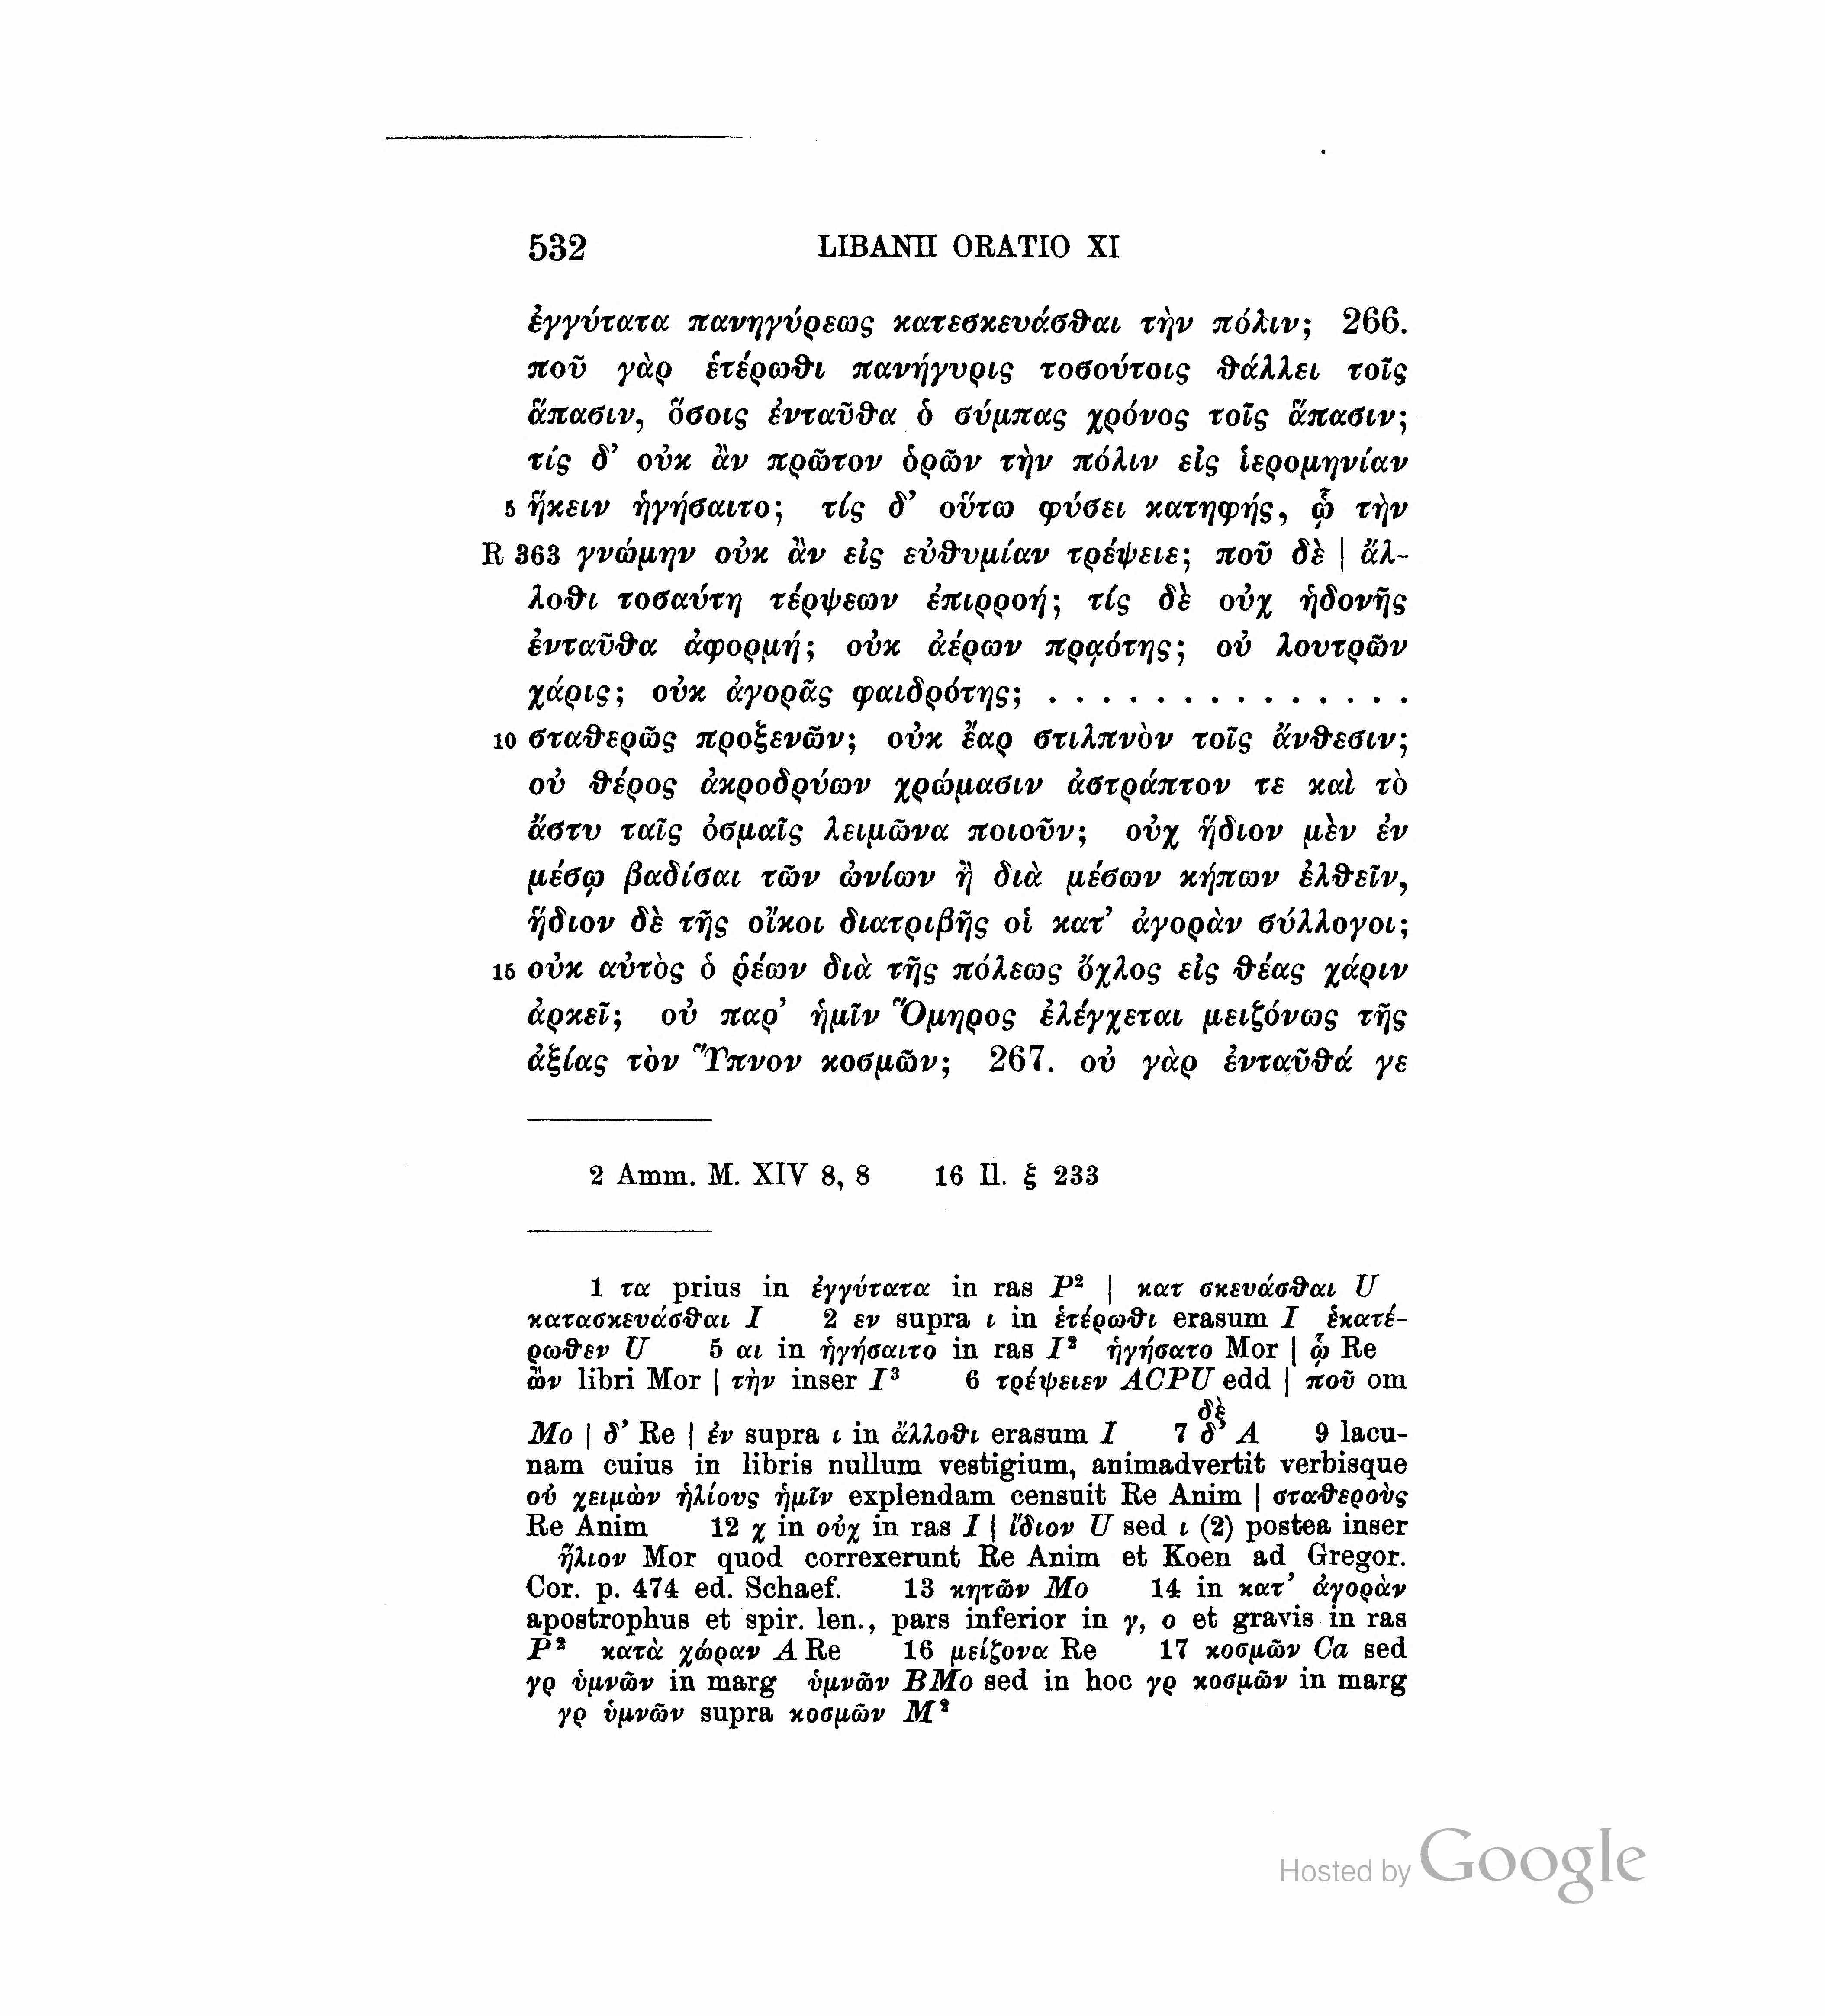 532 LIBANII ORATIO XI
ἐγγύτατα πανηγύρεως κατεσκευάσθαι τὴν πόλιν; 266.
ποῦ γὰρ ἑτέρωθι πανήγυρις τοσούτοις θάλλει τοῖς
ἅπασιν, ὅσοις ἐνταῦθα ὁ σύμπας χρόνος τοῖς ἅπασιν;
τίς δ’ οὐκ ἂν πρῶτον ὁρῶν τὴν πόλιν εἰς ἱερομηνίαν
5 ἥκειν ἡγήσαιτο; τίς δ’ οὕτω φύσει κατηφής, ᾧ τὴν
R 363 γνώμην οὐκ ἂν εἰς εὐθυμίαν τρέψειε; ποῦ δὲ | ἄλ-
λοθι τοσαύτη τέρψεων ἐπιρροή; τίς δὲ οὐχ ἡδονῆς
ἐνταῦθα ἀφορμή; οὐκ ἀέρων πρᾳότης; οὐ λουτρῶν
χάρις; οὐκ ἀγορᾶς φαιδρότης; . . . . . . . . . . . . . .
10 σταθερῶς προξενῶν; οὐκ ἔαρ στιλπνὸν τοῖς ἄνθεσιν;
οὐ θέρος ἀκροδρύων χρώμασιν ἀστράπτον τε καὶ τὸ
ἄστυ ταῖς ὀσμαῖς λειμῶνα ποιοῦν; οὐχ ἥδιον μὲν ἐν
μέσῳ βαδίσαι τῶν ὠνίων ἢ διὰ μέσων κήπων ἐλθεῖν,
ἥδιον δὲ τῆς οἴκοι διατριβῆς οἱ κατ’ ἀγορὰν σύλλογοι;
15 οὐκ αὐτὸς ὁ ῥέων διὰ τῆς πόλεως ὄχλος εἰς θέας χάριν
ἀρκεῖ; οὐ παρ’ ἡμῖν Ὅμηρος ἐλέγχεται μειζόνως τῆς
ἀξίας τὸν Ὕπνον κοσμῶν; 267. οὐ γὰρ ἐνταῦθά γε
2 Amm. M. XIV 8, 8 16 Il. ξ 233
1 τα prius in ἐγγύτατα in ras P² | κατ σκευάσθαι U
κατασκευάσθαι I 2 εν supra ι in ἑτέρωθι erasum I ἑκατέ-
ρωθεν U 5 αι in ἡγήσαιτο in ras I² ἡγήσατο Mor | ᾧ Re
ὢν libri Mor | τὴν inser I³ 6 τρέψειεν ACPU edd | ποῦ om
δὲ
Mo | δ’ Re | ἐν supra ι in ἄλλοθι erasum I 7 δ’ A 9 lacu-
nam cuius in libris nullum vestigium, animadvertit verbisque
οὐ χειμὼν ἡλίους ἡμῖν explendam censuit Re Anim | σταθεροὺς
Re Anim 12 χ in οὐχ in ras I | ἴδιον U sed ι (2) postea inser
ἥλιον Mor quod correxerunt Re Anim et Koen ad Gregor.
Cor. p. 474 ed. Schaef. 13 κητῶν Mo 14 in κατ’ ἀγορὰν
apostrophus et spir. len., pars inferior in γ, ο et gravis in ras
P² κατὰ χώραν A Re 16 μείζονα Re 17 κοσμῶν Ca sed
γρ ὑμνῶν in marg ὑμνῶν BMo sed in hoc γρ κοσμῶν in marg
γρ ὑμνῶν supra κοσμῶν M²
Hosted by Google